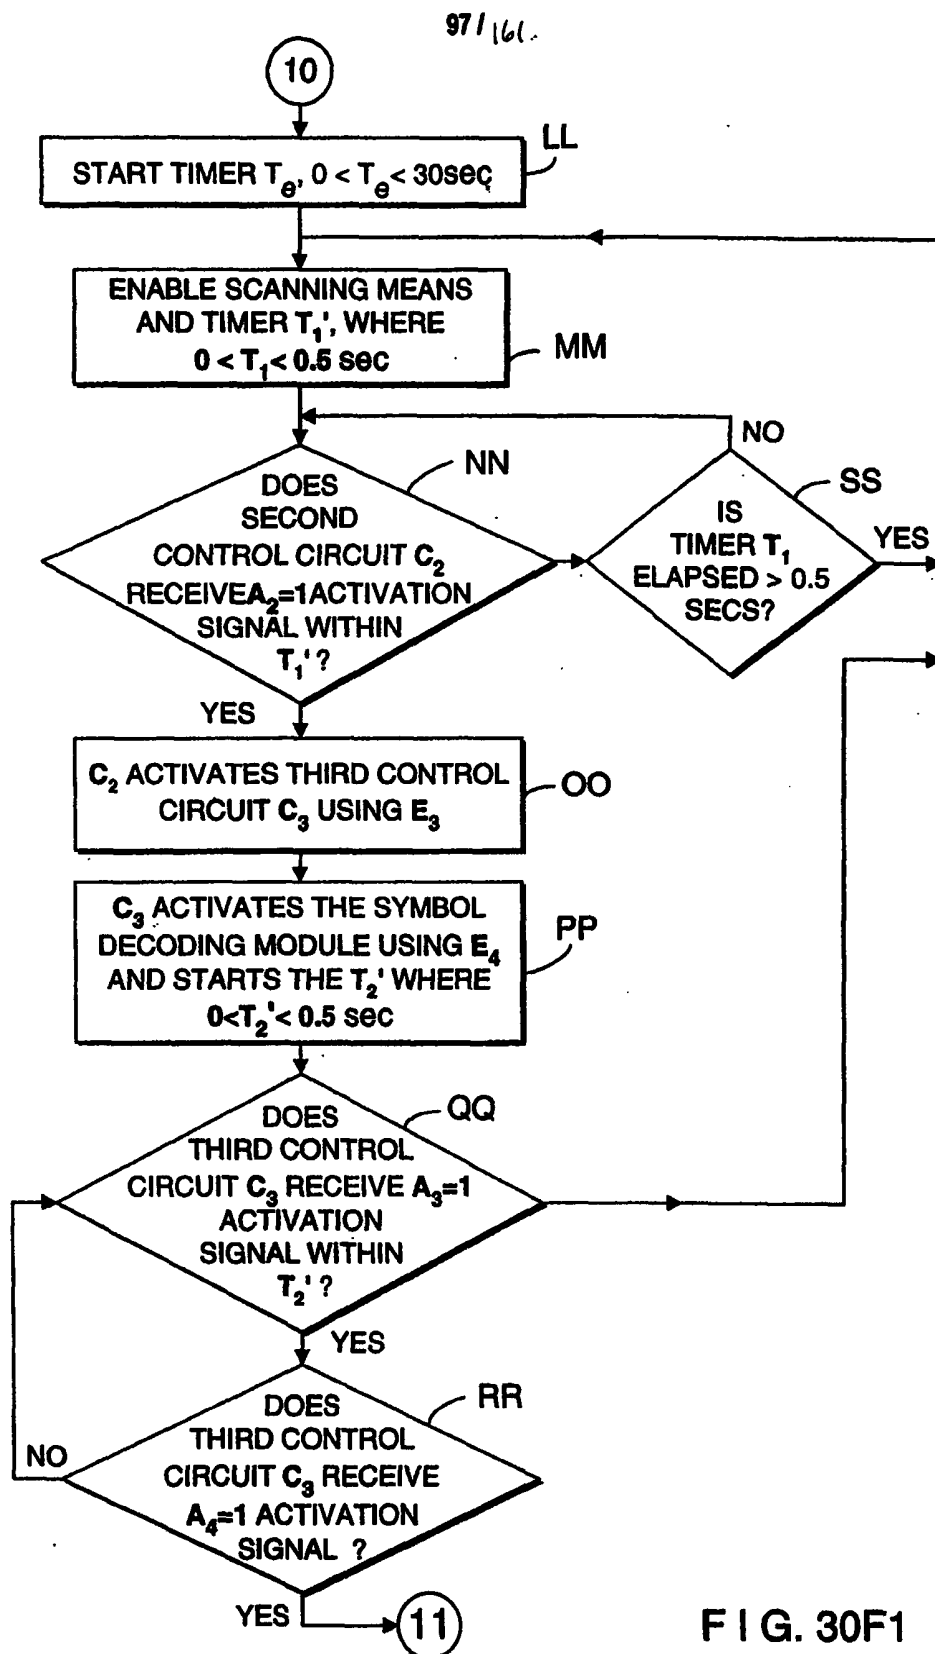 97/161.
10
START TIMER Te, 0 < Te < 30sec
LL
ENABLE SCANNING MEANS
AND TIMER T1', WHERE
0 < T1 < 0.5 sec
MM
NO
NN
DOES
SECOND
CONTROL CIRCUIT C2
RECEIVEA2=1ACTIVATION
SIGNAL WITHIN
T1' ?
SS
IS
TIMER T1
ELAPSED > 0.5
SECS?
YES
YES
C2 ACTIVATES THIRD CONTROL
CIRCUIT C3 USING E3
OO
C3 ACTIVATES THE SYMBOL
DECODING MODULE USING E4
AND STARTS THE T2' WHERE
0<T2'< 0.5 sec
PP
QQ
DOES
THIRD CONTROL
CIRCUIT C3 RECEIVE A3=1
ACTIVATION
SIGNAL WITHIN
T2' ?
YES
RR
DOES
THIRD CONTROL
CIRCUIT C3 RECEIVE
A4=1 ACTIVATION
SIGNAL ?
NO
YES
11
FIG. 30F1